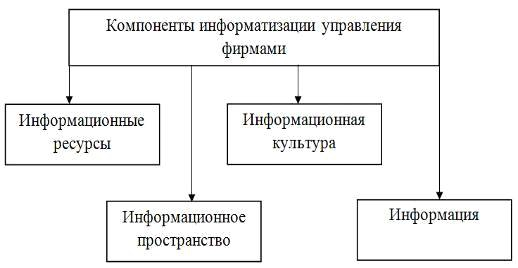 Компоненты информатизации управления
фирмами
Информационные
ресурсы
Информационная
культура
Информационное
пространство
Информация